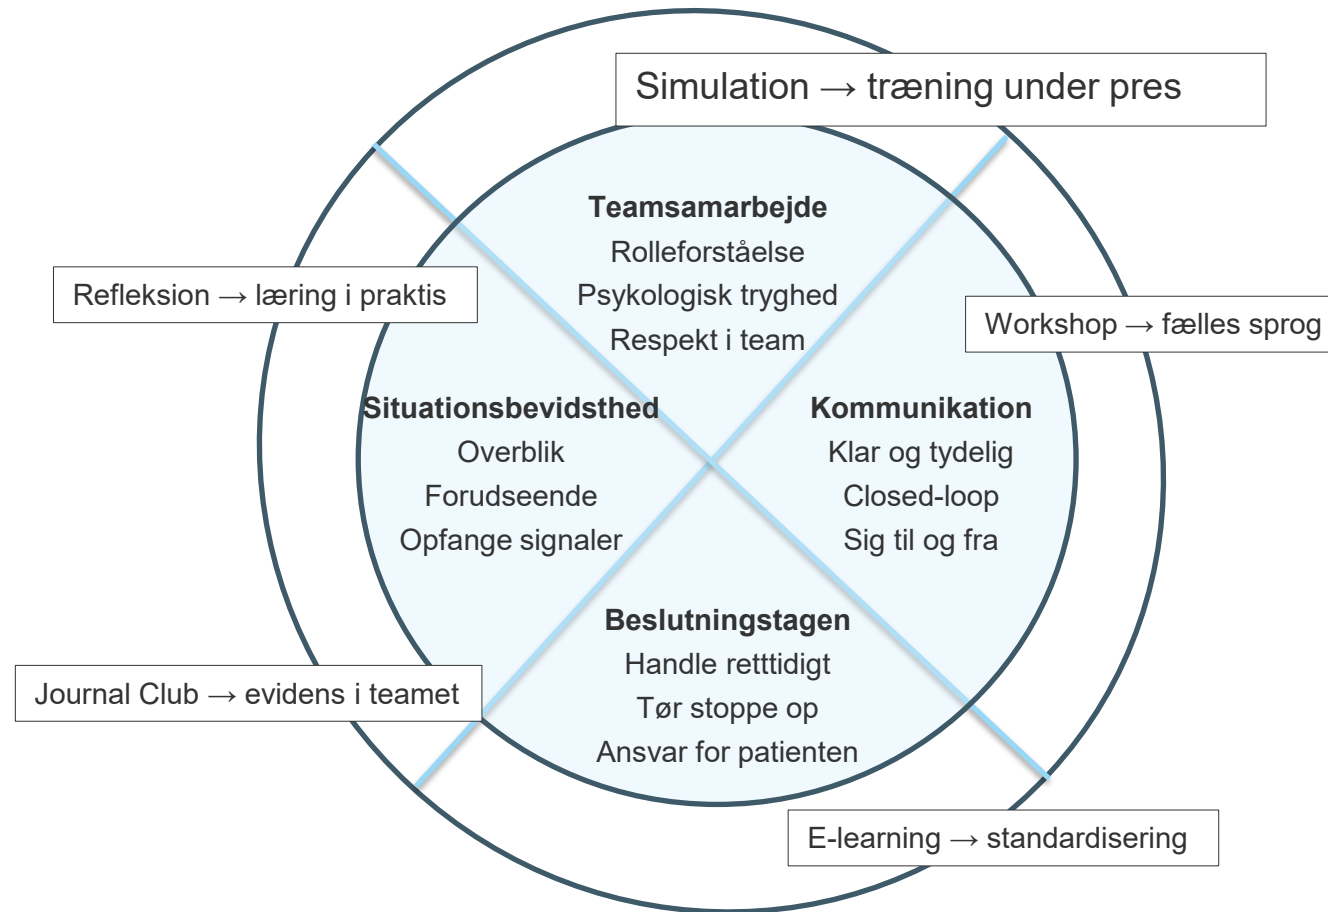 Simulation → træning under pres
Teamsamarbejde
Rolleforståelse
Psykologisk tryghed
Respekt i team
Refleksion → læring i praktis
Workshop → fælles sprog
Situationsbevidsthed
Overblik
Forudseende
Opfange signaler
Kommunikation
Klar og tydelig
Closed-loop
Sig til og fra
Beslutningstagen
Handle retttidigt
Tør stoppe op
Ansvar for patienten
Journal Club → evidens i teamet
E-learning → standardisering